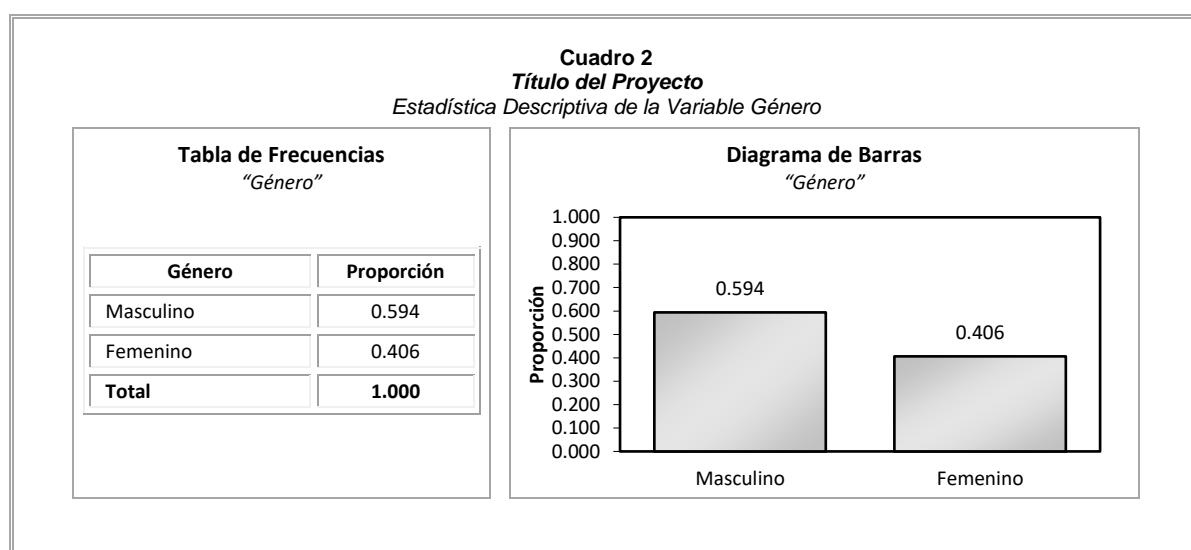 Cuadro 2
Título del Proyecto
Estadística Descriptiva de la Variable Género
Tabla de Frecuencias
“Género”
Género Proporción
Masculino 0.594
Femenino 0.406
Total 1.000
Diagrama de Barras
“Género”
Proporción
1.000
0.900
0.800
0.700
0.600
0.500
0.400
0.300
0.200
0.100
0.000
0.594
0.406
Masculino Femenino